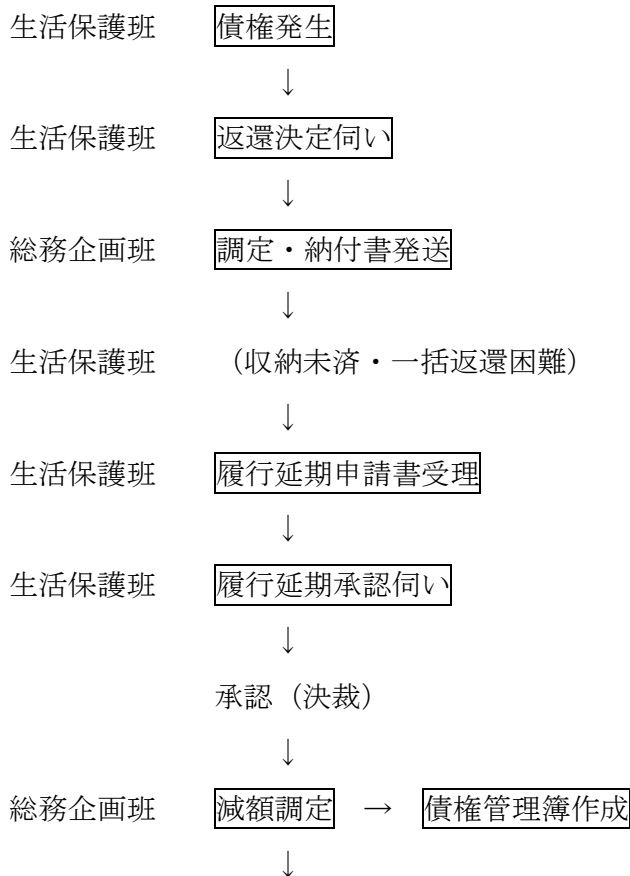 生活保護班 債権発生
↓
生活保護班 返還決定伺い
↓
総務企画班 調定・納付書発送
↓
生活保護班 （収納未済・一括返還困難）
↓
生活保護班 履行延期申請書受理
↓
生活保護班 履行延期承認伺い
↓
承認（決裁）
↓
総務企画班 減額調定 → 債権管理簿作成
↓